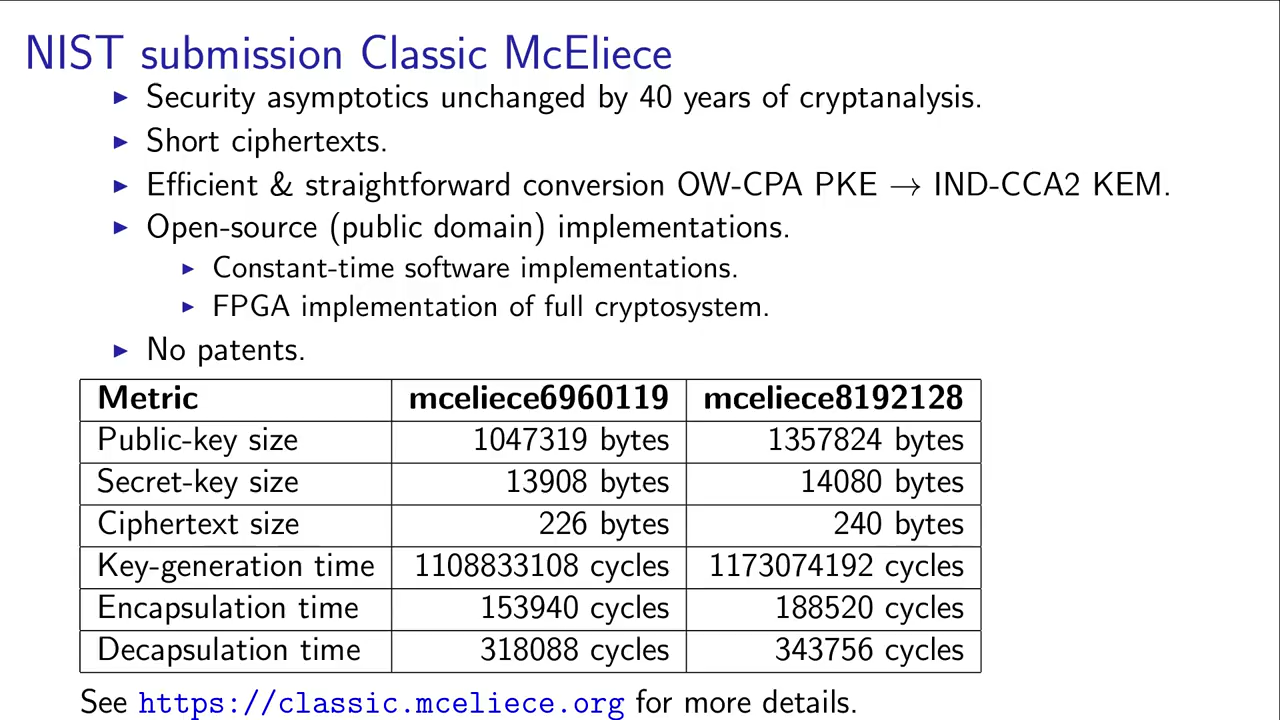 NIST submission Classic McEliece
▶ Security asymptotics unchanged by 40 years of cryptanalysis.
▶ Short ciphertexts.
▶ Efficient & straightforward conversion OW-CPA PKE → IND-CCA2 KEM.
▶ Open-source (public domain) implementations.
▶ Constant-time software implementations.
▶ FPGA implementation of full cryptosystem.
▶ No patents.
Metric mceliece6960119 mceliece8192128
Public-key size 1047319 bytes 1357824 bytes
Secret-key size 13908 bytes 14080 bytes
Ciphertext size 226 bytes 240 bytes
Key-generation time 1108833108 cycles 1173074192 cycles
Encapsulation time 153940 cycles 188520 cycles
Decapsulation time 318088 cycles 343756 cycles
See https://classic.mceliece.org for more details.